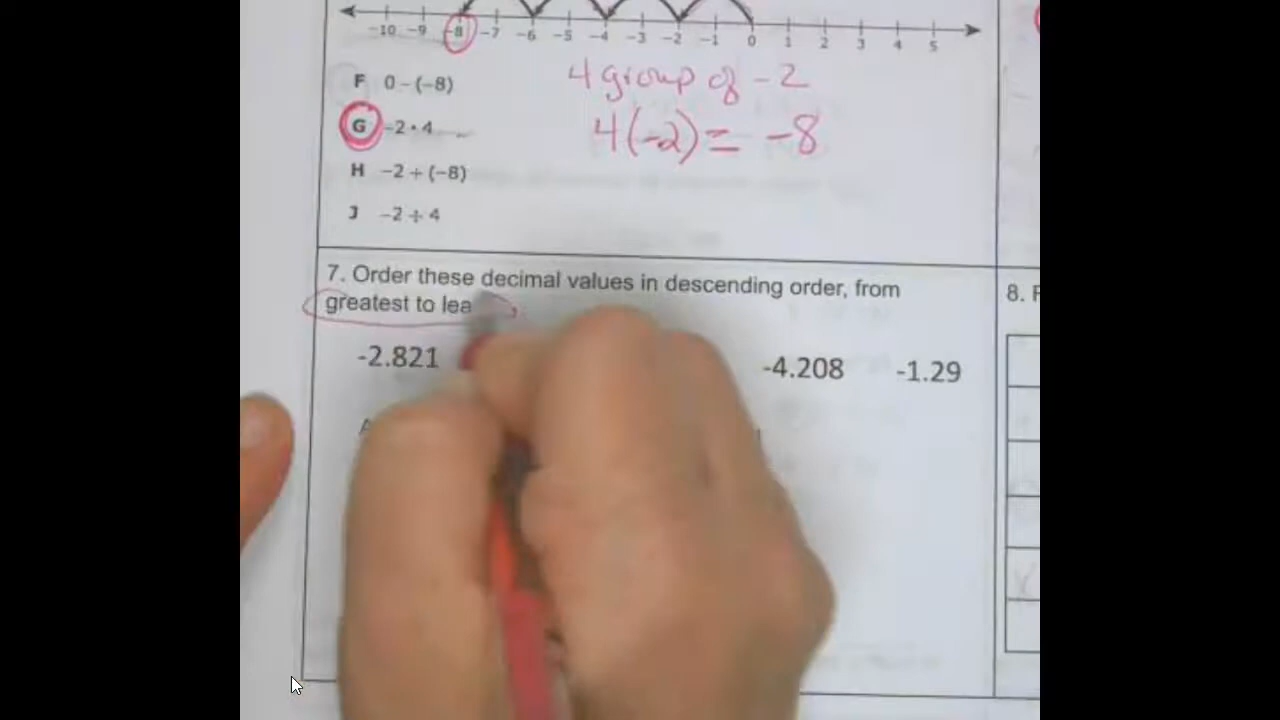 -10 -9 -8 -7 -6 -5 -4 -3 -2 -1 0 1 2 3 4 5
F 0 – (–8)
4 group of -2
G –2 • 4
4(-2) = -8
H –2 + (–8)
J –2 ÷ 4
7. Order these decimal values in descending order, from
greatest to lea
8.
-2.821 -4.208 -1.29